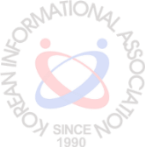 KOREAN INFORMATIONAL ASSOCIATION
SINCE
1990